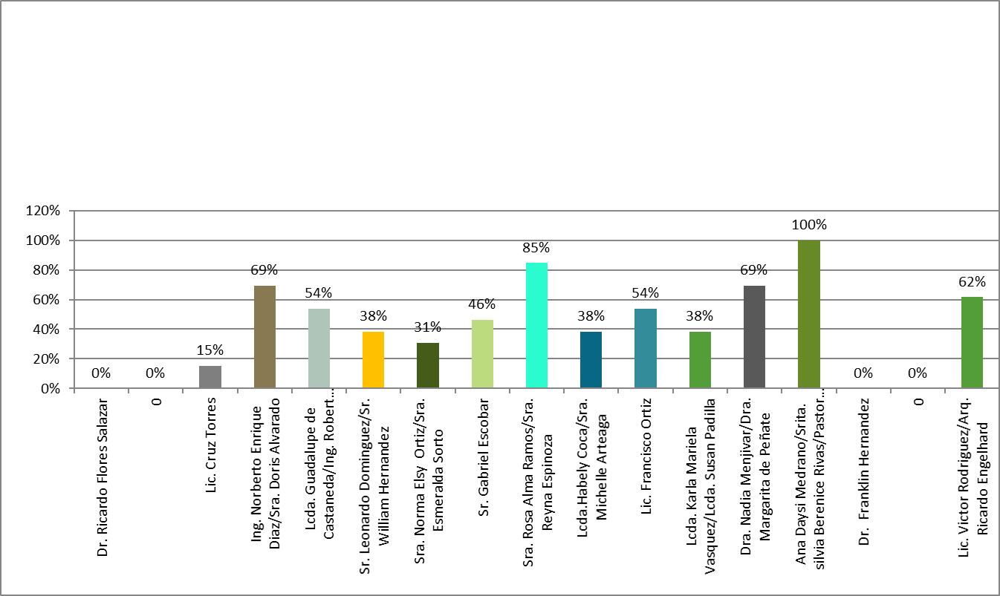 120%
100%
80%
60%
40%
20%
0%
0%
0%
15%
69%
54%
38%
31%
46%
85%
38%
54%
38%
69%
100%
0%
0%
62%
Dr. Ricardo Flores Salazar
0
Lic. Cruz Torres
Ing. Norberto Enrique
Diaz/Sra. Doris Alvarado
Lcda. Guadalupe de
Castaneda/Ing. Robert…
Sr. Leonardo Dominguez/Sr.
William Hernandez
Sra. Norma Elsy Ortiz/Sra.
Esmeralda Sorto
Sr. Gabriel Escobar
Sra. Rosa Alma Ramos/Sra.
Reyna Espinoza
Lcda.Habely Coca/Sra.
Michelle Arteaga
Lic. Francisco Ortiz
Lcda. Karla Mariela
Vasquez/Lcda. Susan Padilla
Dra. Nadia Menjivar/Dra.
Margarita de Peñate
Ana Daysi Medrano/Srita.
silvia Berenice Rivas/Pastor…
Dr. Franklin Hernandez
0
Lic. Victor Rodriguez/Arq.
Ricardo Engelhard